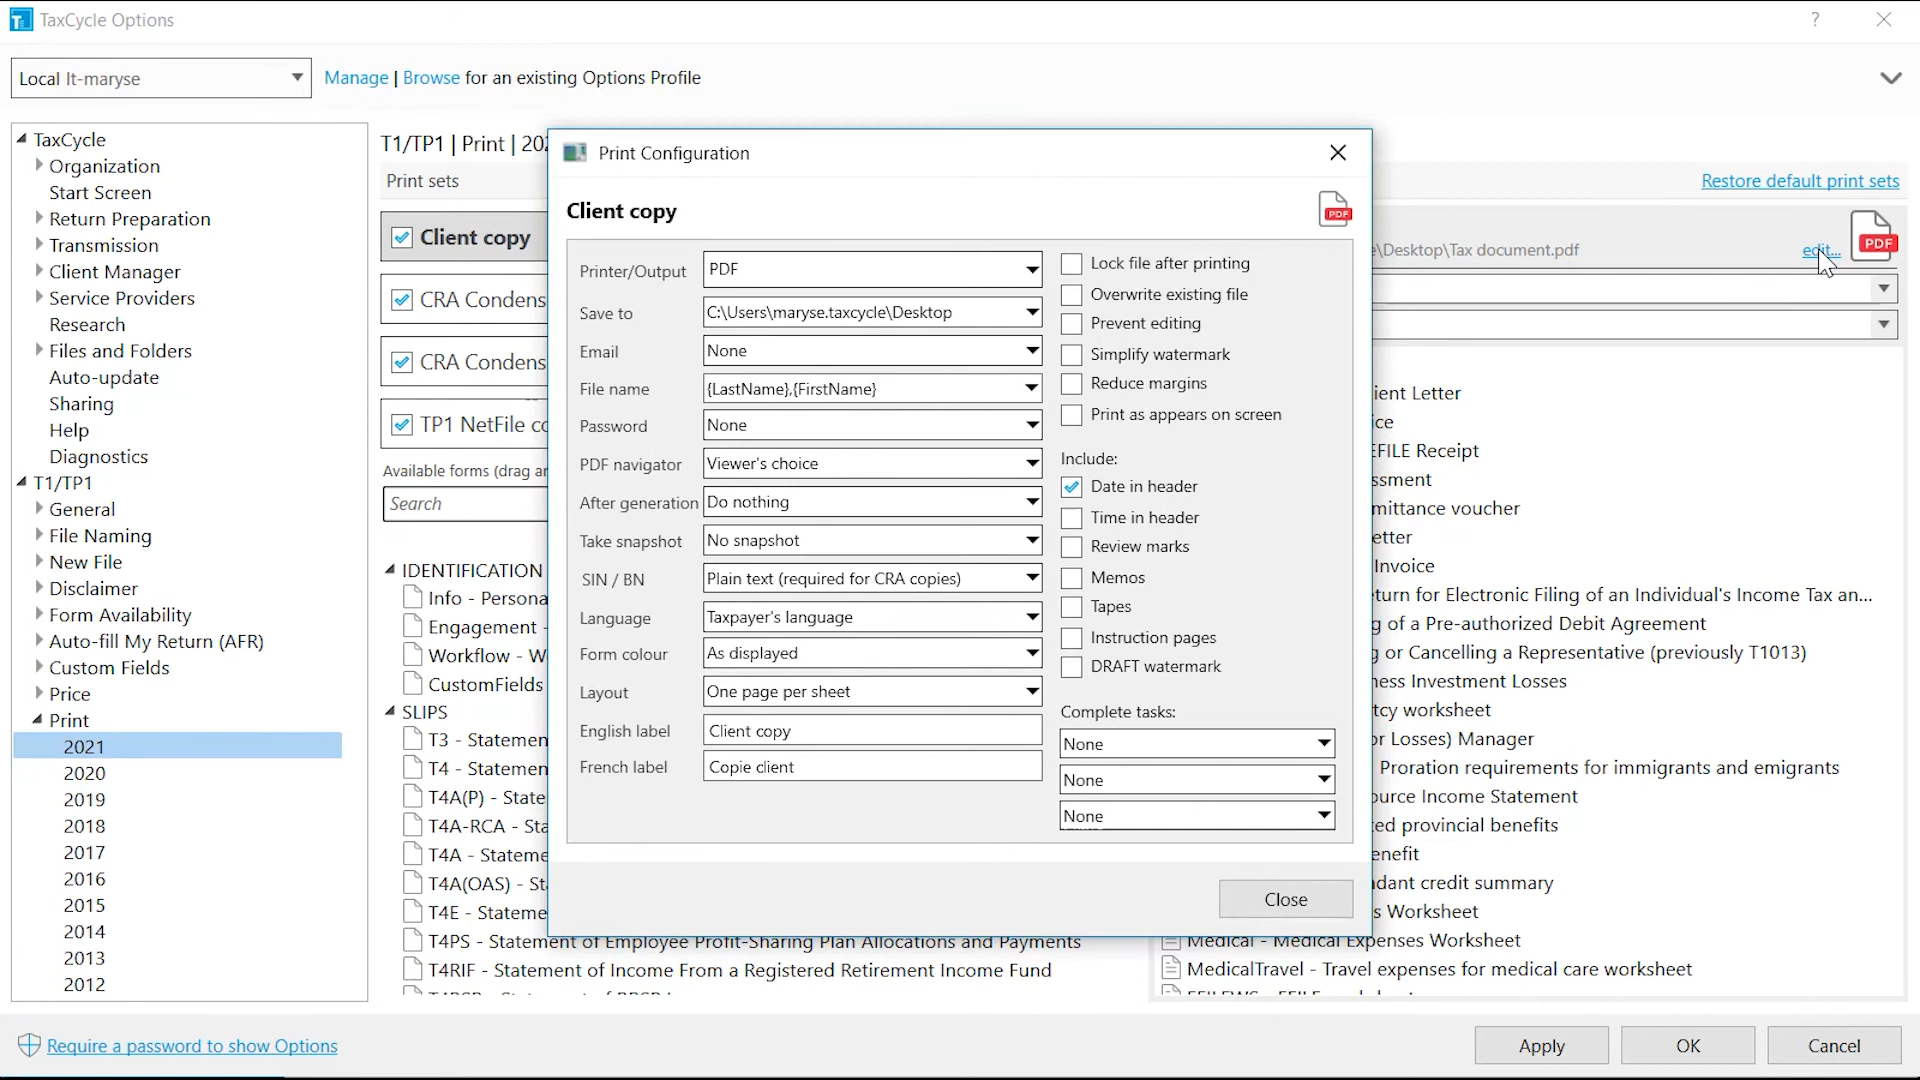 TaxCycle Options
?
Local lt-maryse
Manage | Browse for an existing Options Profile
TaxCycle
Organization
Start Screen
Return Preparation
Transmission
Client Manager
Service Providers
Research
Files and Folders
Auto-update
Sharing
Help
Diagnostics
T1/TP1
General
File Naming
New File
Disclaimer
Form Availability
Auto-fill My Return (AFR)
Custom Fields
Price
Print
2021
2020
2019
2018
2017
2016
2015
2014
2013
2012
T1/TP1 | Print | 202
Print sets
Restore default print sets
Client copy
CRA Condens
CRA Condens
TP1 NetFile co
Available forms (drag an
Search
IDENTIFICATION
Info - Persona
Engagement -
Workflow - W
CustomFields
SLIPS
T3 - Statemen
T4 - Statemen
T4A(P) - State
T4A-RCA - Sta
T4A - Stateme
T4A(OAS) - Sta
T4E - Stateme
T4PS - Statement of Employee Profit-Sharing Plan Allocations and Payments
T4RIF - Statement of Income From a Registered Retirement Income Fund
Print Configuration
Client copy
PDF
Printer/Output PDF
Save to C:\Users\maryse.taxcycle\Desktop
Email None
File name {LastName},{FirstName}
Password None
PDF navigator Viewer's choice
After generation Do nothing
Take snapshot No snapshot
SIN / BN Plain text (required for CRA copies)
Language Taxpayer's language
Form colour As displayed
Layout One page per sheet
English label Client copy
French label Copie client
Lock file after printing
Overwrite existing file
Prevent editing
Simplify watermark
Reduce margins
Print as appears on screen
Include:
Date in header
Time in header
Review marks
Memos
Tapes
Instruction pages
DRAFT watermark
Complete tasks:
None
None
None
Close
e\Desktop\Tax document.pdf
edit...
PDF
ient Letter
ice
EFILE Receipt
ssment
mittance voucher
etter
Invoice
eturn for Electronic Filing of an Individual's Income Tax an...
g of a Pre-authorized Debit Agreement
g or Cancelling a Representative (previously T1013)
ness Investment Losses
tcy worksheet
or Losses) Manager
Proration requirements for immigrants and emigrants
ource Income Statement
ted provincial benefits
enefit
dant credit summary
s Worksheet
Medical - Medical Expenses Worksheet
MedicalTravel - Travel expenses for medical care worksheet
Require a password to show Options
Apply
OK
Cancel